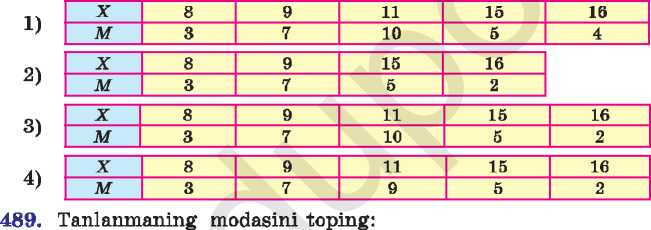 1) X 8 9 11 15 16
M 3 7 10 5 4
2) X 8 9 15 16
M 3 7 5 2
3) X 8 9 11 15 16
M 3 7 10 5 2
4) X 8 9 11 15 16
M 3 7 9 5 2
489. Tanlanmaning modasini toping: